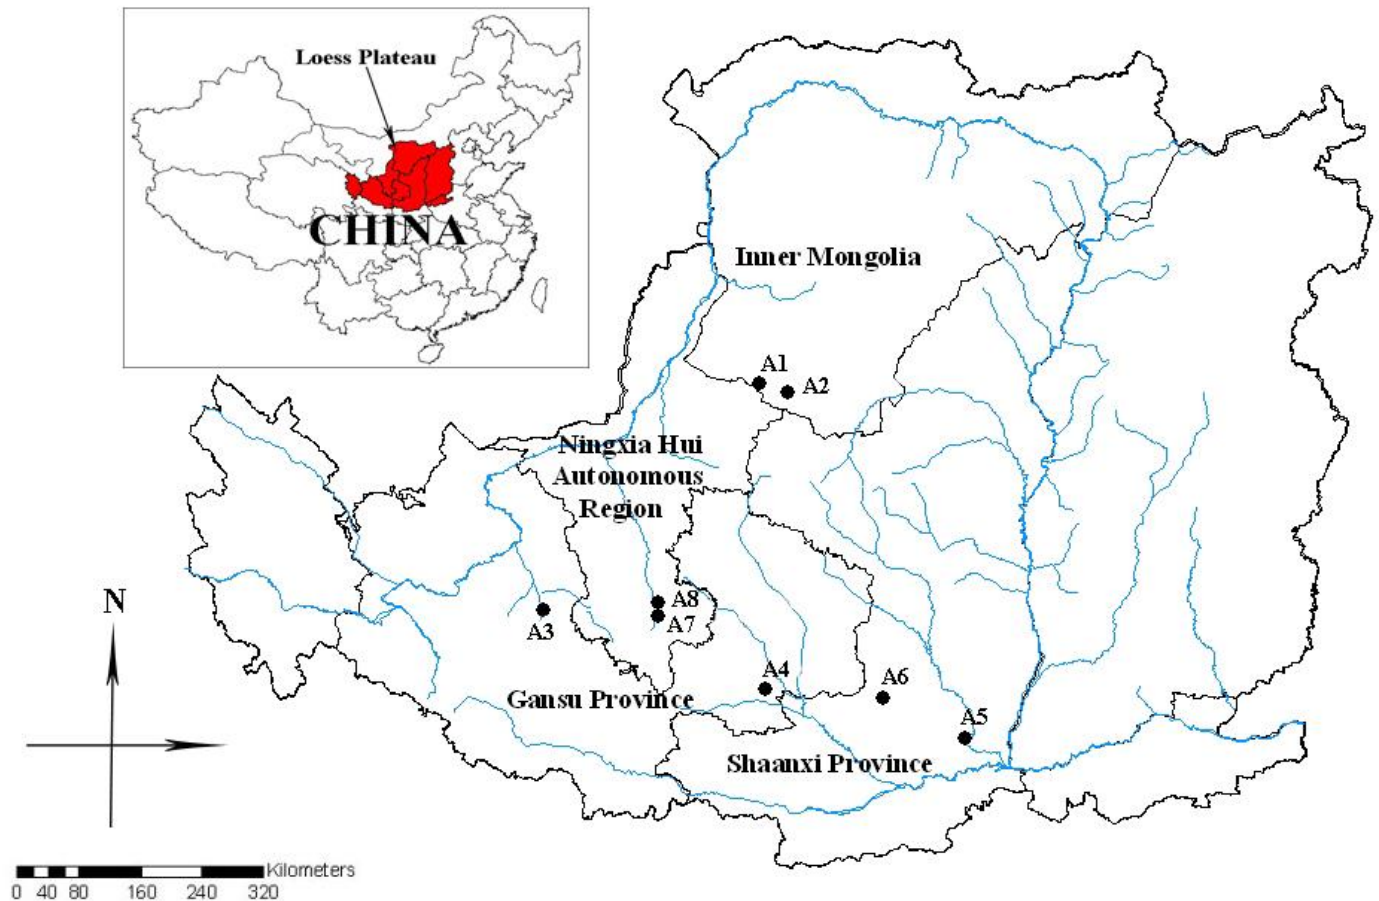 Loess Plateau
CHINA
Inner Mongolia
A1
A2
Ningxia Hui
Autonomous
Region
A8
A7
A3
A4
A6
Gansu Province
A5
Shaanxi Province
N
Kilometers
0 40 80 160 240 320